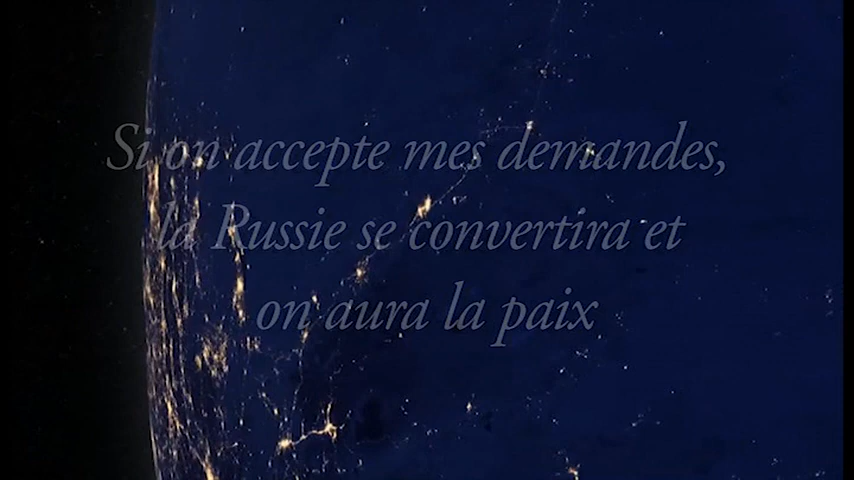 Si on accepte mes demandes,
la Russie se convertira et
on aura la paix